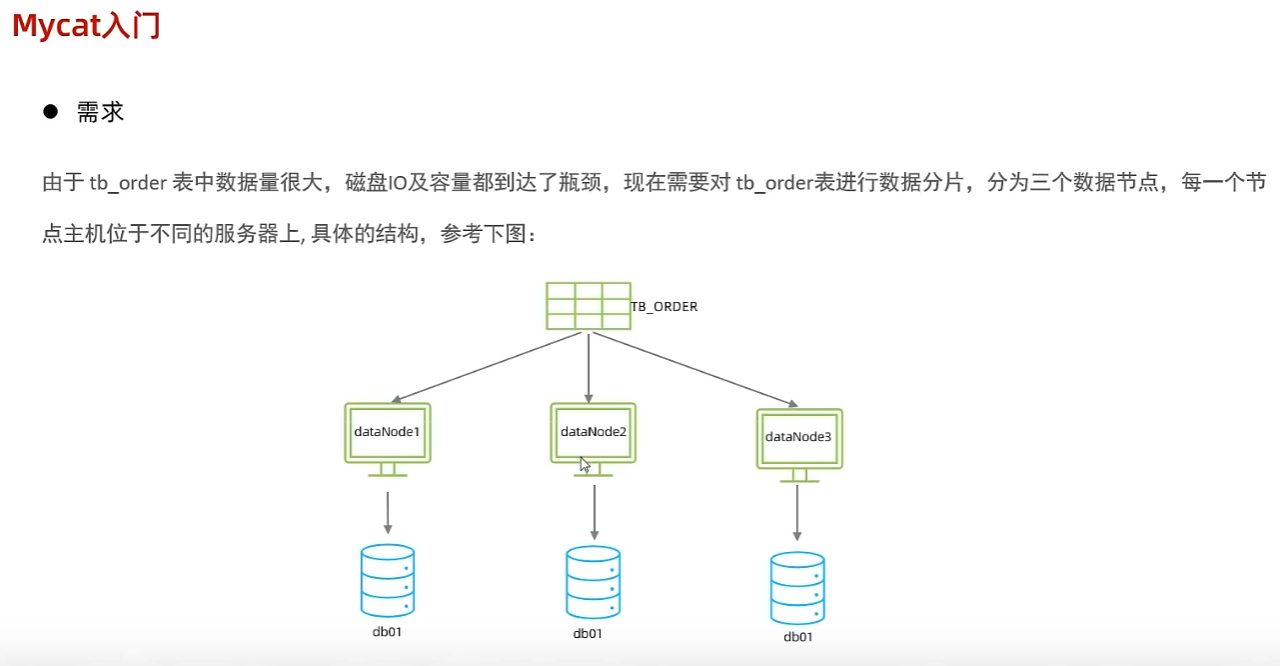 Mycat入门
● 需求
由于 tb_order 表中数据量很大，磁盘IO及容量都到达了瓶颈，现在需要对 tb_order表进行数据分片，分为三个数据节点，每一个节
点主机位于不同的服务器上, 具体的结构，参考下图：
TB_ORDER
dataNode1
dataNode2
dataNode3
db01
db01
db01